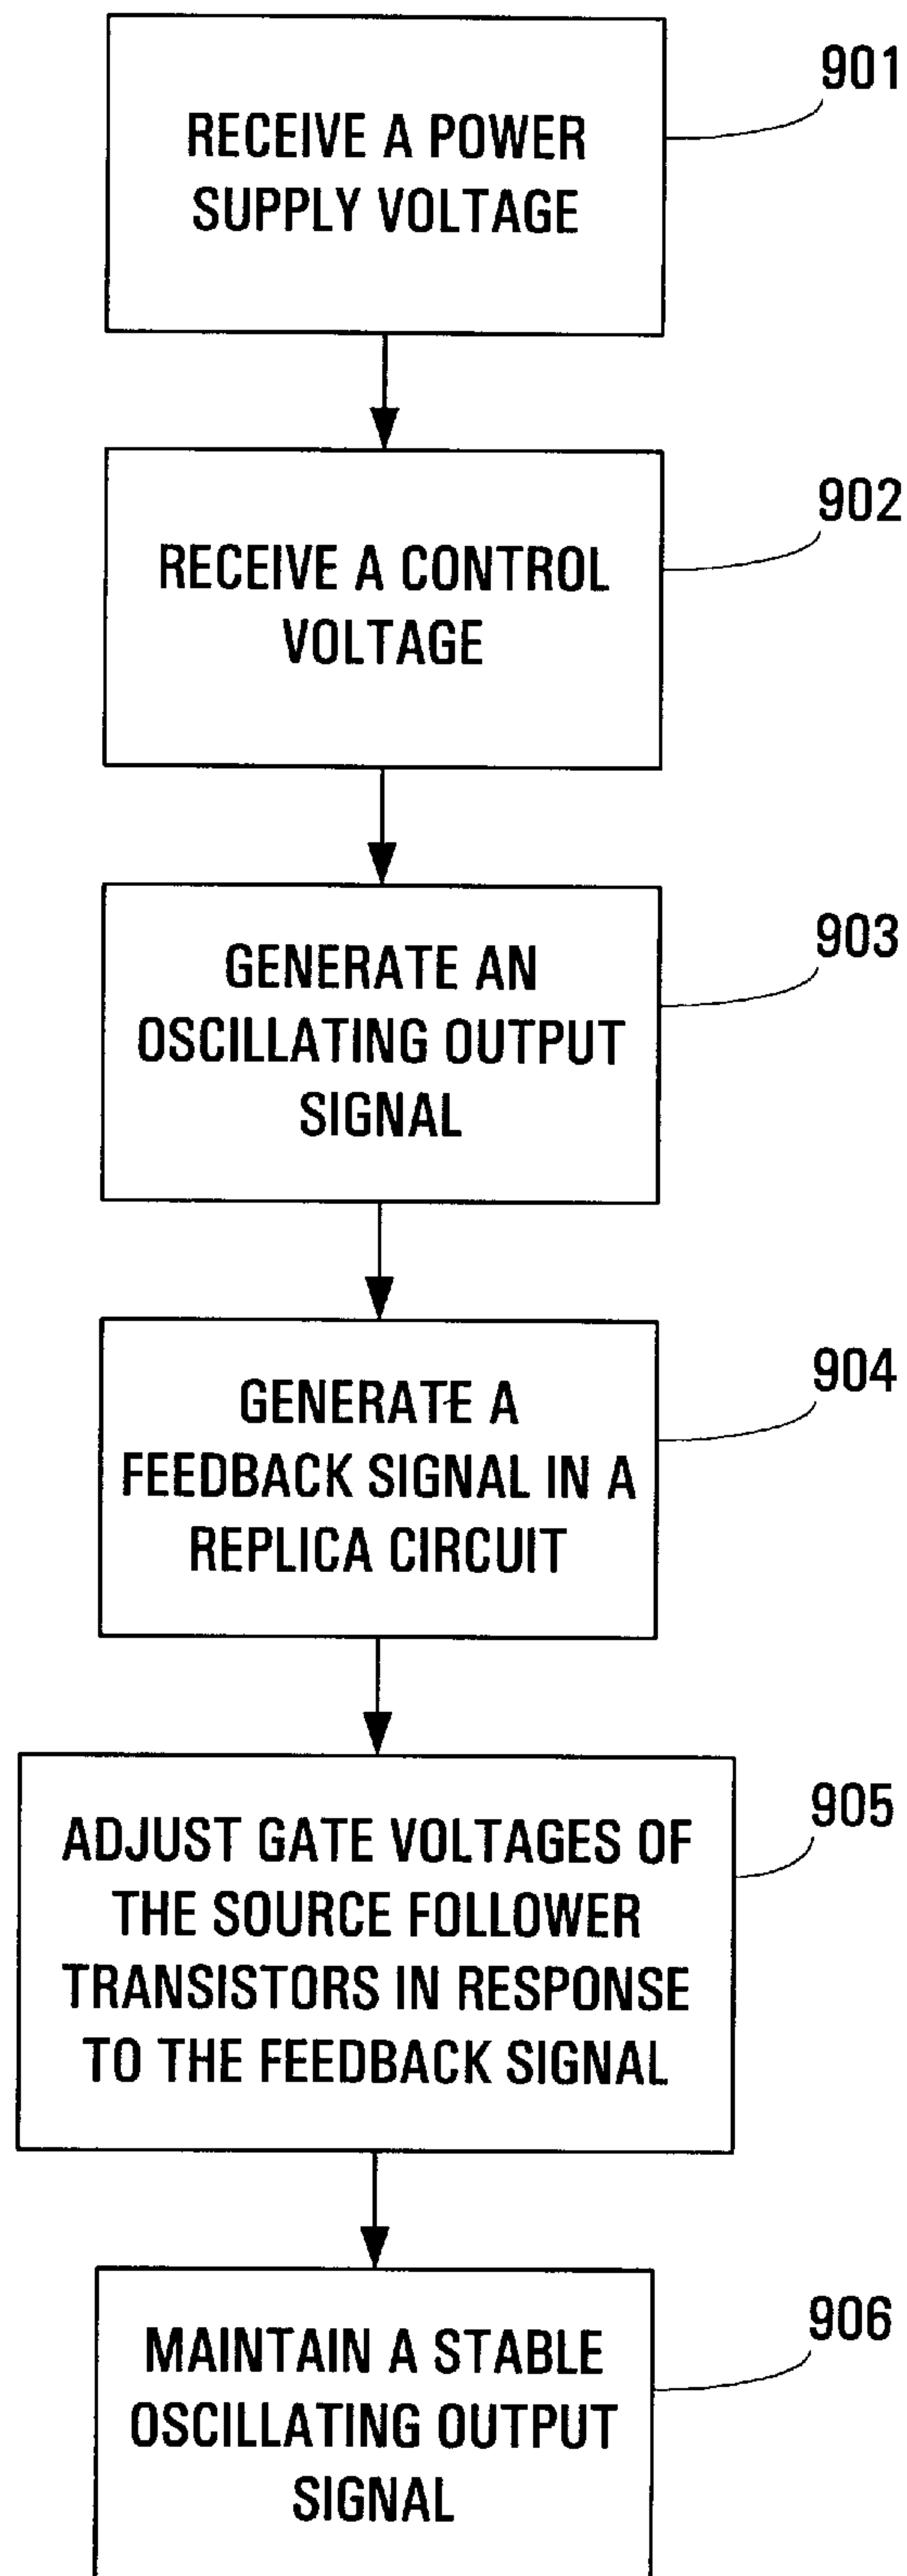 901
RECEIVE A POWER
SUPPLY VOLTAGE
902
RECEIVE A CONTROL
VOLTAGE
903
GENERATE AN
OSCILLATING OUTPUT
SIGNAL
904
GENERATE A
FEEDBACK SIGNAL IN A
REPLICA CIRCUIT
905
ADJUST GATE VOLTAGES OF
THE SOURCE FOLLOWER
TRANSISTORS IN RESPONSE
TO THE FEEDBACK SIGNAL
906
MAINTAIN A STABLE
OSCILLATING OUTPUT
SIGNAL